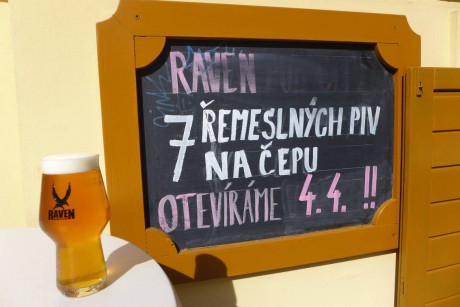 RAVEN
7 ŘEMESLNÝCH PIV
NA ČEPU
OTEVÍRÁME 4.4. !!
RAVEN